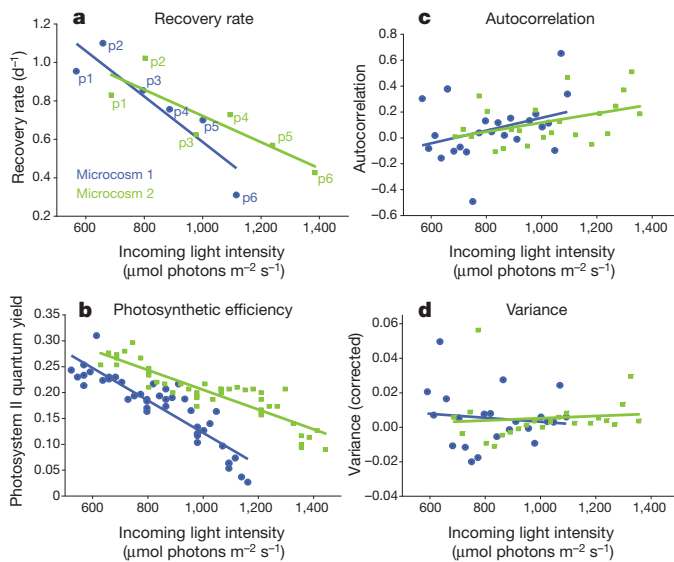 a Recovery rate
Recovery rate (d⁻¹)
1.2
1.0
0.8
0.6
0.4
0.2
p1
p2
p3
p4
p5
p6
p1
p2
p3
p4
p5
p6
Microcosm 1
Microcosm 2
600 800 1,000 1,200 1,400
Incoming light intensity
(μmol photons m⁻² s⁻¹)
c Autocorrelation
Autocorrelation
0.8
0.6
0.4
0.2
0.0
−0.2
−0.4
−0.6
600 800 1,000 1,200 1,400
Incoming light intensity
(μmol photons m⁻² s⁻¹)
b Photosynthetic efficiency
Photosystem II quantum yield
0.35
0.30
0.25
0.20
0.15
0.10
0.05
0
600 800 1,000 1,200 1,400
Incoming light intensity
(μmol photons m⁻² s⁻¹)
d Variance
Variance (corrected)
0.06
0.04
0.02
0.00
−0.02
−0.04
600 800 1,000 1,200 1,400
Incoming light intensity
(μmol photons m⁻² s⁻¹)